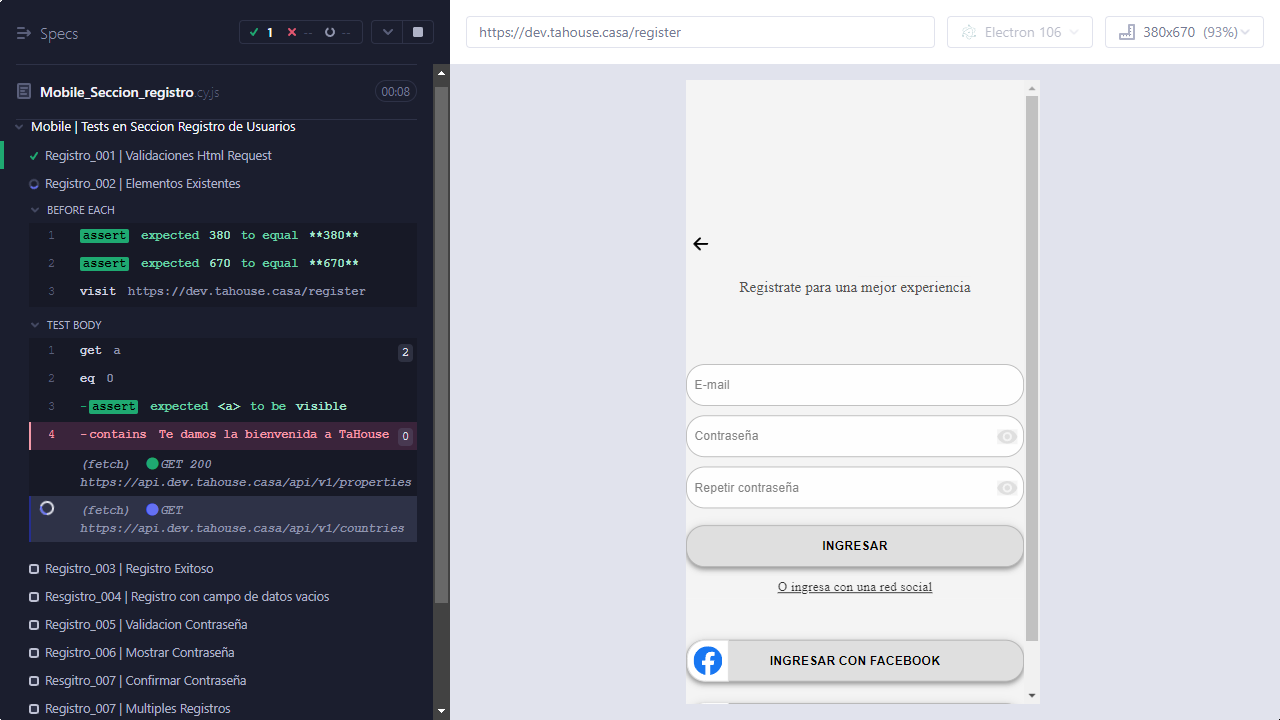 Specs
1
--
--
https://dev.tahouse.casa/register
Electron 106
380x670 (93%)
Mobile_Seccion_registro.cy.js
00:08
Mobile | Tests en Seccion Registro de Usuarios
Registro_001 | Validaciones Html Request
Registro_002 | Elementos Existentes
BEFORE EACH
1 assert expected 380 to equal **380**
2 assert expected 670 to equal **670**
3 visit https://dev.tahouse.casa/register
TEST BODY
1 get a 2
2 eq 0
3 -assert expected <a> to be visible
4 -contains Te damos la bienvenida a TaHouse 0
(fetch) GET 200
https://api.dev.tahouse.casa/api/v1/properties
(fetch) GET
https://api.dev.tahouse.casa/api/v1/countries
Registro_003 | Registro Exitoso
Resgistro_004 | Registro con campo de datos vacios
Registro_005 | Validacion Contraseña
Registro_006 | Mostrar Contraseña
Resgitro_007 | Confirmar Contraseña
Registro_007 | Multiples Registros
Registrate para una mejor experiencia
E-mail
Contraseña
Repetir contraseña
INGRESAR
O ingresa con una red social
INGRESAR CON FACEBOOK